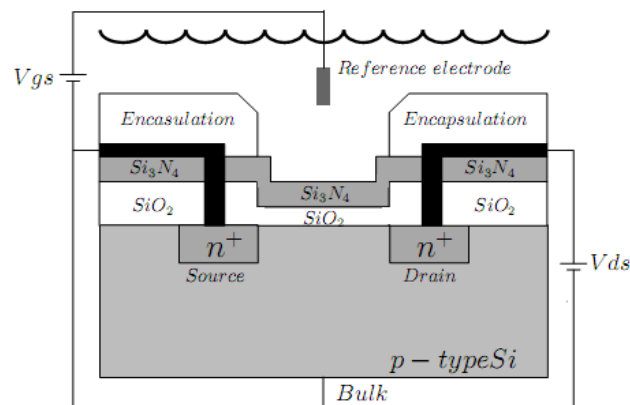 Vgs
Reference electrode
Encasulation
Encapsulation
Si₃N₄
Si₃N₄
Si₃N₄
SiO₂
SiO₂
SiO₂
n⁺
n⁺
Source
Drain
Vds
p − typeSi
Bulk